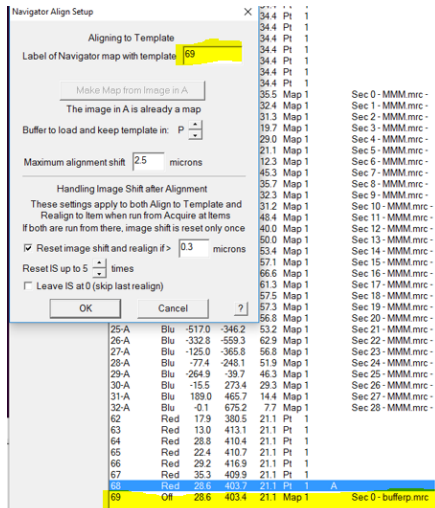 Navigator Align Setup
Aligning to Template
Label of Navigator map with template 69
Make Map from Image in A
The image in A is already a map
Buffer to load and keep template in: P
Maximum alignment shift 2.5 microns
Handling Image Shift after Alignment
These settings apply to both Align to Template and
Realign to Item when run from Acquire at Items
If both are run from there, image shift is reset only once
Reset image shift and realign if > 0.3 microns
Reset IS up to 5 times
Leave IS at 0 (skip last realign)
OK Cancel ?
34.4 Pt 1
34.4 Pt 1
34.4 Pt 1
34.4 Pt 1
34.4 Pt 1
34.4 Pt 1
35.5 Map 1 Sec 0 - MMM.mrc -
32.4 Map 1 Sec 1 - MMM.mrc -
31.3 Map 1 Sec 2 - MMM.mrc -
19.7 Map 1 Sec 3 - MMM.mrc -
29.0 Map 1 Sec 4 - MMM.mrc -
21.1 Map 1 Sec 5 - MMM.mrc -
12.3 Map 1 Sec 6 - MMM.mrc -
45.3 Map 1 Sec 7 - MMM.mrc -
35.7 Map 1 Sec 8 - MMM.mrc -
32.3 Map 1 Sec 9 - MMM.mrc -
31.2 Map 1 Sec 10 - MMM.mrc -
48.4 Map 1 Sec 11 - MMM.mrc -
40.0 Map 1 Sec 12 - MMM.mrc -
50.0 Map 1 Sec 13 - MMM.mrc -
53.4 Map 1 Sec 14 - MMM.mrc -
57.1 Map 1 Sec 15 - MMM.mrc -
66.6 Map 1 Sec 16 - MMM.mrc -
61.3 Map 1 Sec 17 - MMM.mrc -
57.5 Map 1 Sec 18 - MMM.mrc -
57.3 Map 1 Sec 19 - MMM.mrc -
56.8 Map 1 Sec 20 - MMM.mrc -
25-A Blu -517.0 -346.2 53.2 Map 1 Sec 21 - MMM.mrc -
26-A Blu -332.8 -559.3 62.9 Map 1 Sec 22 - MMM.mrc -
27-A Blu -125.0 -365.8 56.8 Map 1 Sec 23 - MMM.mrc -
28-A Blu -77.4 -248.1 51.9 Map 1 Sec 24 - MMM.mrc -
29-A Blu -264.9 -39.7 46.3 Map 1 Sec 25 - MMM.mrc -
30-A Blu -15.5 273.4 29.3 Map 1 Sec 26 - MMM.mrc -
31-A Blu 189.0 465.7 14.4 Map 1 Sec 27 - MMM.mrc -
32-A Blu -0.1 675.2 7.7 Map 1 Sec 28 - MMM.mrc -
62 Red 17.9 380.5 21.1 Pt 1
63 Red 13.0 413.1 21.1 Pt 1
64 Red 28.8 410.4 21.1 Pt 1
65 Red 22.4 410.7 21.1 Pt 1
66 Red 29.2 416.9 21.1 Pt 1
67 Red 35.3 409.9 21.1 Pt 1
68 Red 28.6 403.7 21.1 Pt 1 A
69 Off 28.6 403.4 21.1 Map 1 Sec 0 - bufferp.mrc